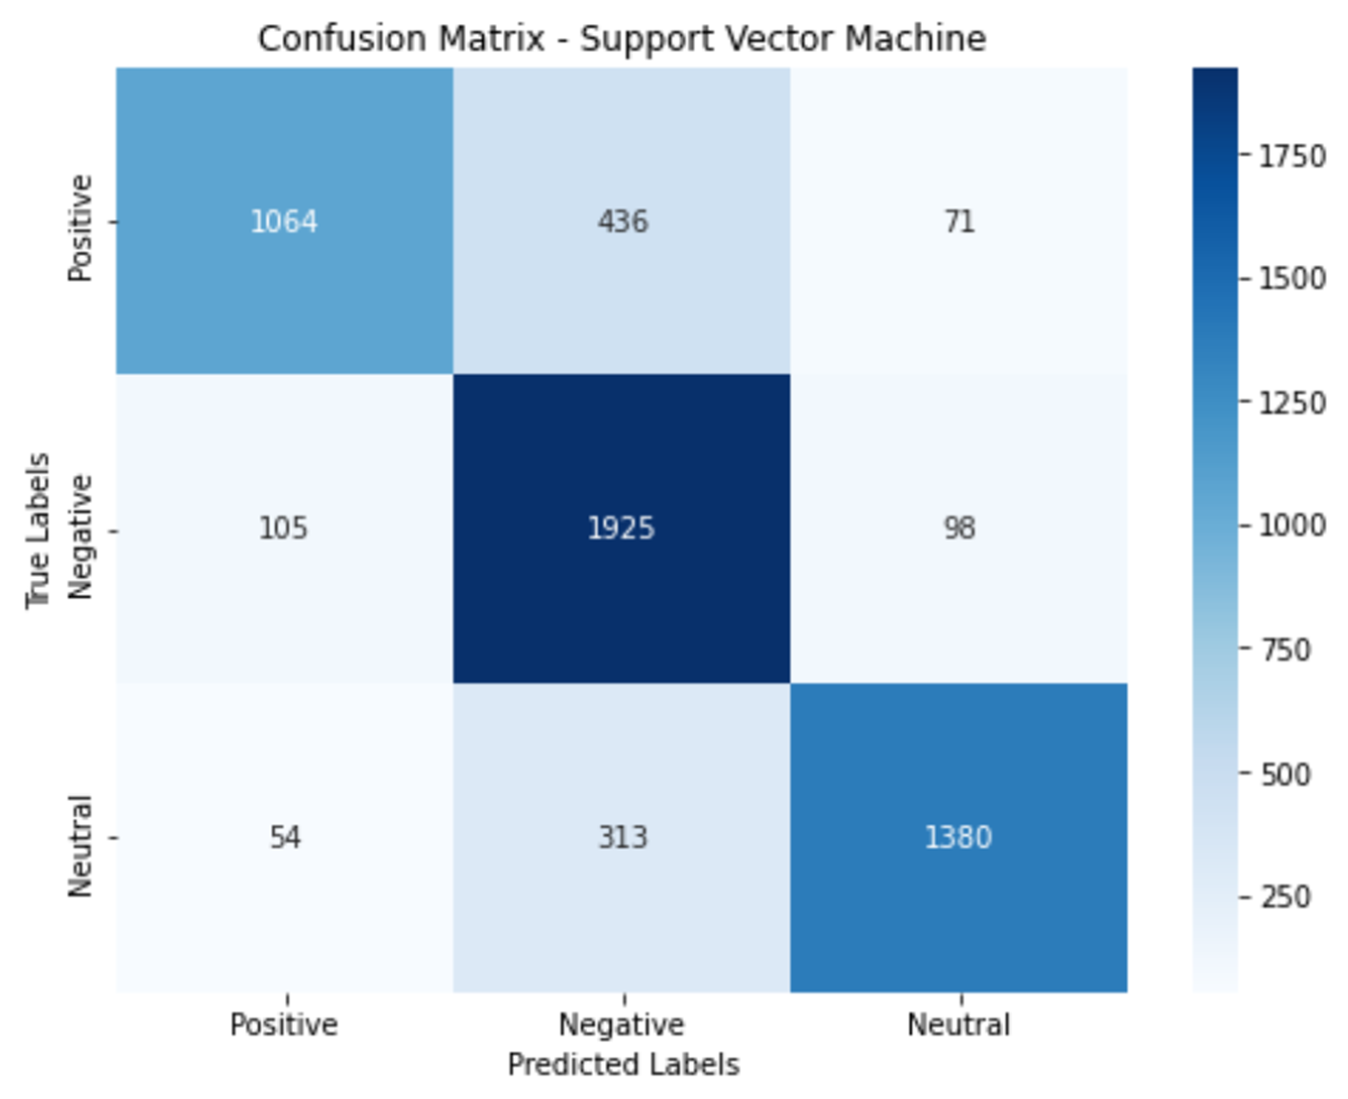 Confusion Matrix - Support Vector Machine
True Labels
Positive
1064 436 71
Negative
105 1925 98
Neutral
54 313 1380
Positive Negative Neutral
Predicted Labels
1750
1500
1250
1000
750
500
250